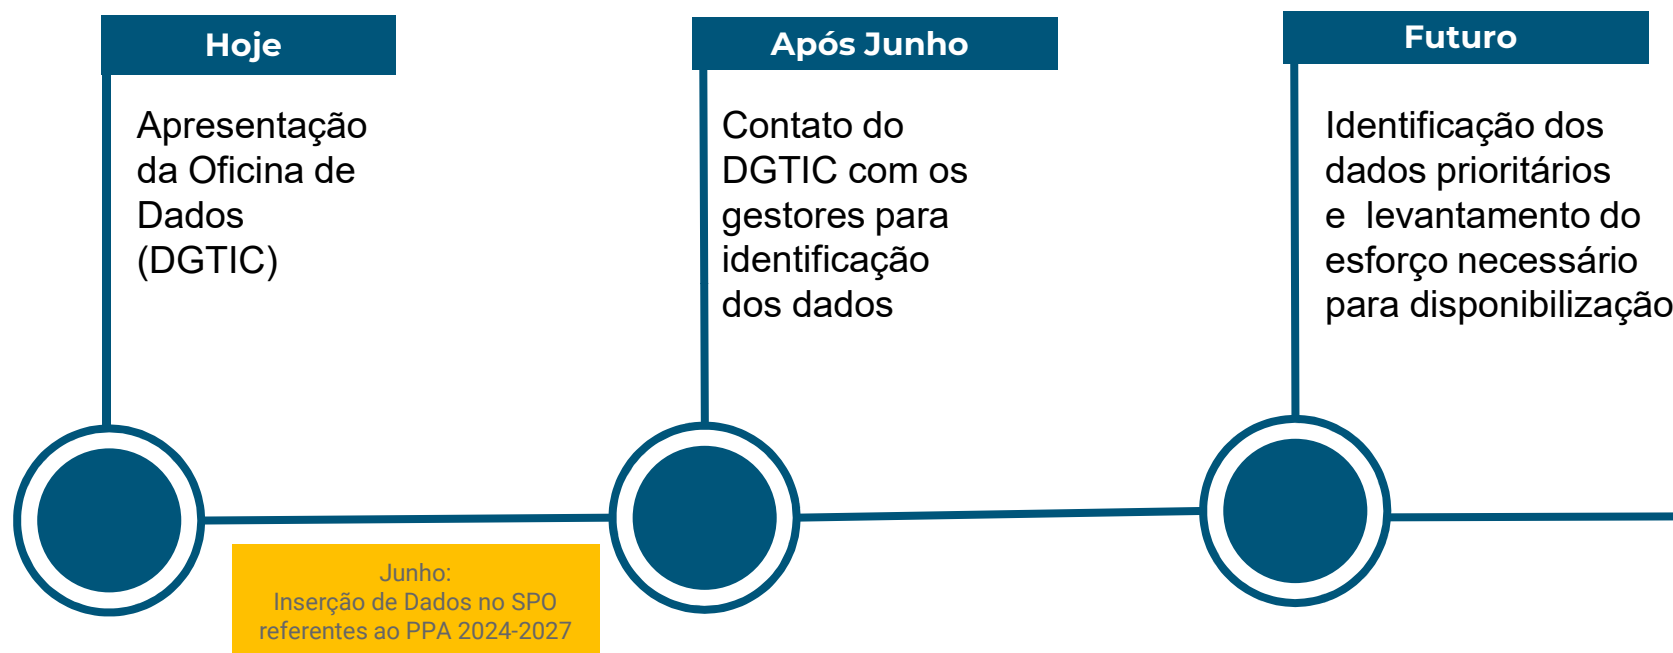 Hoje
Apresentação
da Oficina de
Dados
(DGTIC)
Após Junho
Contato do
DGTIC com os
gestores para
identificação
dos dados
Futuro
Identificação dos
dados prioritários
e  levantamento do
esforço necessário
para disponibilização
Junho:
Inserção de Dados no SPO
referentes ao PPA 2024-2027